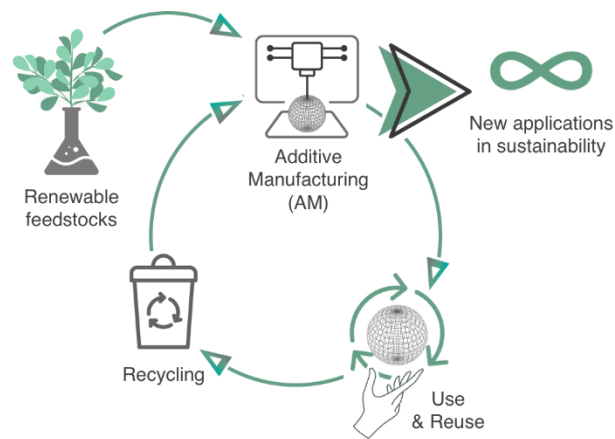 Renewable
feedstocks
Additive
Manufacturing
(AM)
New applications
in sustainability
Use
& Reuse
Recycling